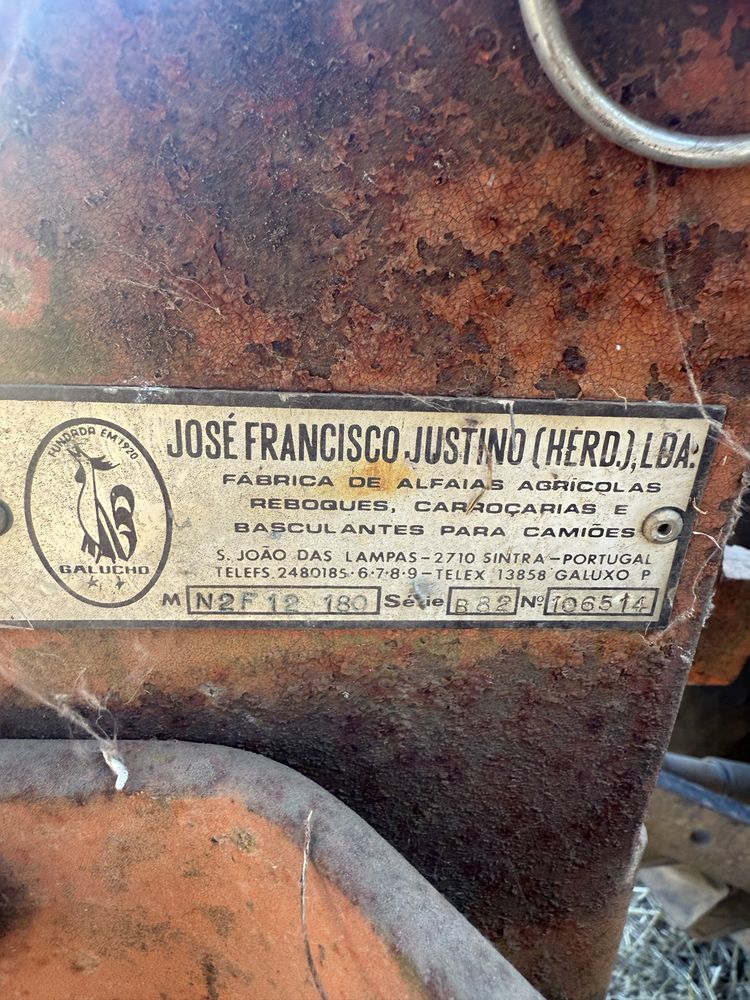 FUNDADA EM 1920
GALUCHO
JOSÉ FRANCISCO JUSTINO (HERD.), LDA.
FÁBRICA DE ALFAIAS AGRÍCOLAS
REBOQUES, CARROÇARIAS E
BASCULANTES PARA CAMIÕES
S. JOÃO DAS LAMPAS-2710 SINTRA-PORTUGAL
TELEFS. 2480185·6·7·8·9-TELEX 13858 GALUXO P
M N2F 12 180 Série B82 Nº 106514